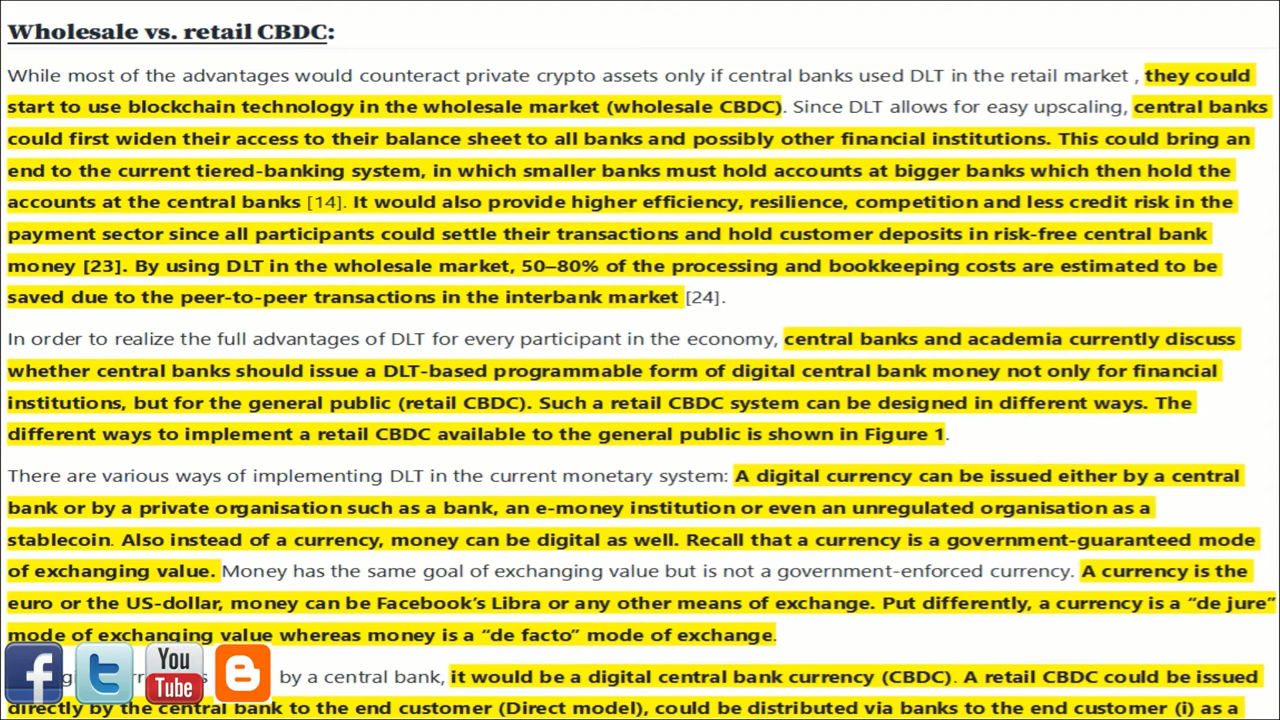 Wholesale vs. retail CBDC:
While most of the advantages would counteract private crypto assets only if central banks used DLT in the retail market , they could
start to use blockchain technology in the wholesale market (wholesale CBDC). Since DLT allows for easy upscaling, central banks
could first widen their access to their balance sheet to all banks and possibly other financial institutions. This could bring an
end to the current tiered-banking system, in which smaller banks must hold accounts at bigger banks which then hold the
accounts at the central banks [14]. It would also provide higher efficiency, resilience, competition and less credit risk in the
payment sector since all participants could settle their transactions and hold customer deposits in risk-free central bank
money [23]. By using DLT in the wholesale market, 50–80% of the processing and bookkeeping costs are estimated to be
saved due to the peer-to-peer transactions in the interbank market [24].
In order to realize the full advantages of DLT for every participant in the economy, central banks and academia currently discuss
whether central banks should issue a DLT-based programmable form of digital central bank money not only for financial
institutions, but for the general public (retail CBDC). Such a retail CBDC system can be designed in different ways. The
different ways to implement a retail CBDC available to the general public is shown in Figure 1.
There are various ways of implementing DLT in the current monetary system: A digital currency can be issued either by a central
bank or by a private organisation such as a bank, an e-money institution or even an unregulated organisation as a
stablecoin. Also instead of a currency, money can be digital as well. Recall that a currency is a government-guaranteed mode
of exchanging value. Money has the same goal of exchanging value but is not a government-enforced currency. A currency is the
euro or the US-dollar, money can be Facebook's Libra or any other means of exchange. Put differently, a currency is a “de jure”
mode of exchanging value whereas money is a “de facto” mode of exchange.
by a central bank, it would be a digital central bank currency (CBDC). A retail CBDC could be issued
directly by the central bank to the end customer (Direct model), could be distributed via banks to the end customer (i) as a
You
Tube